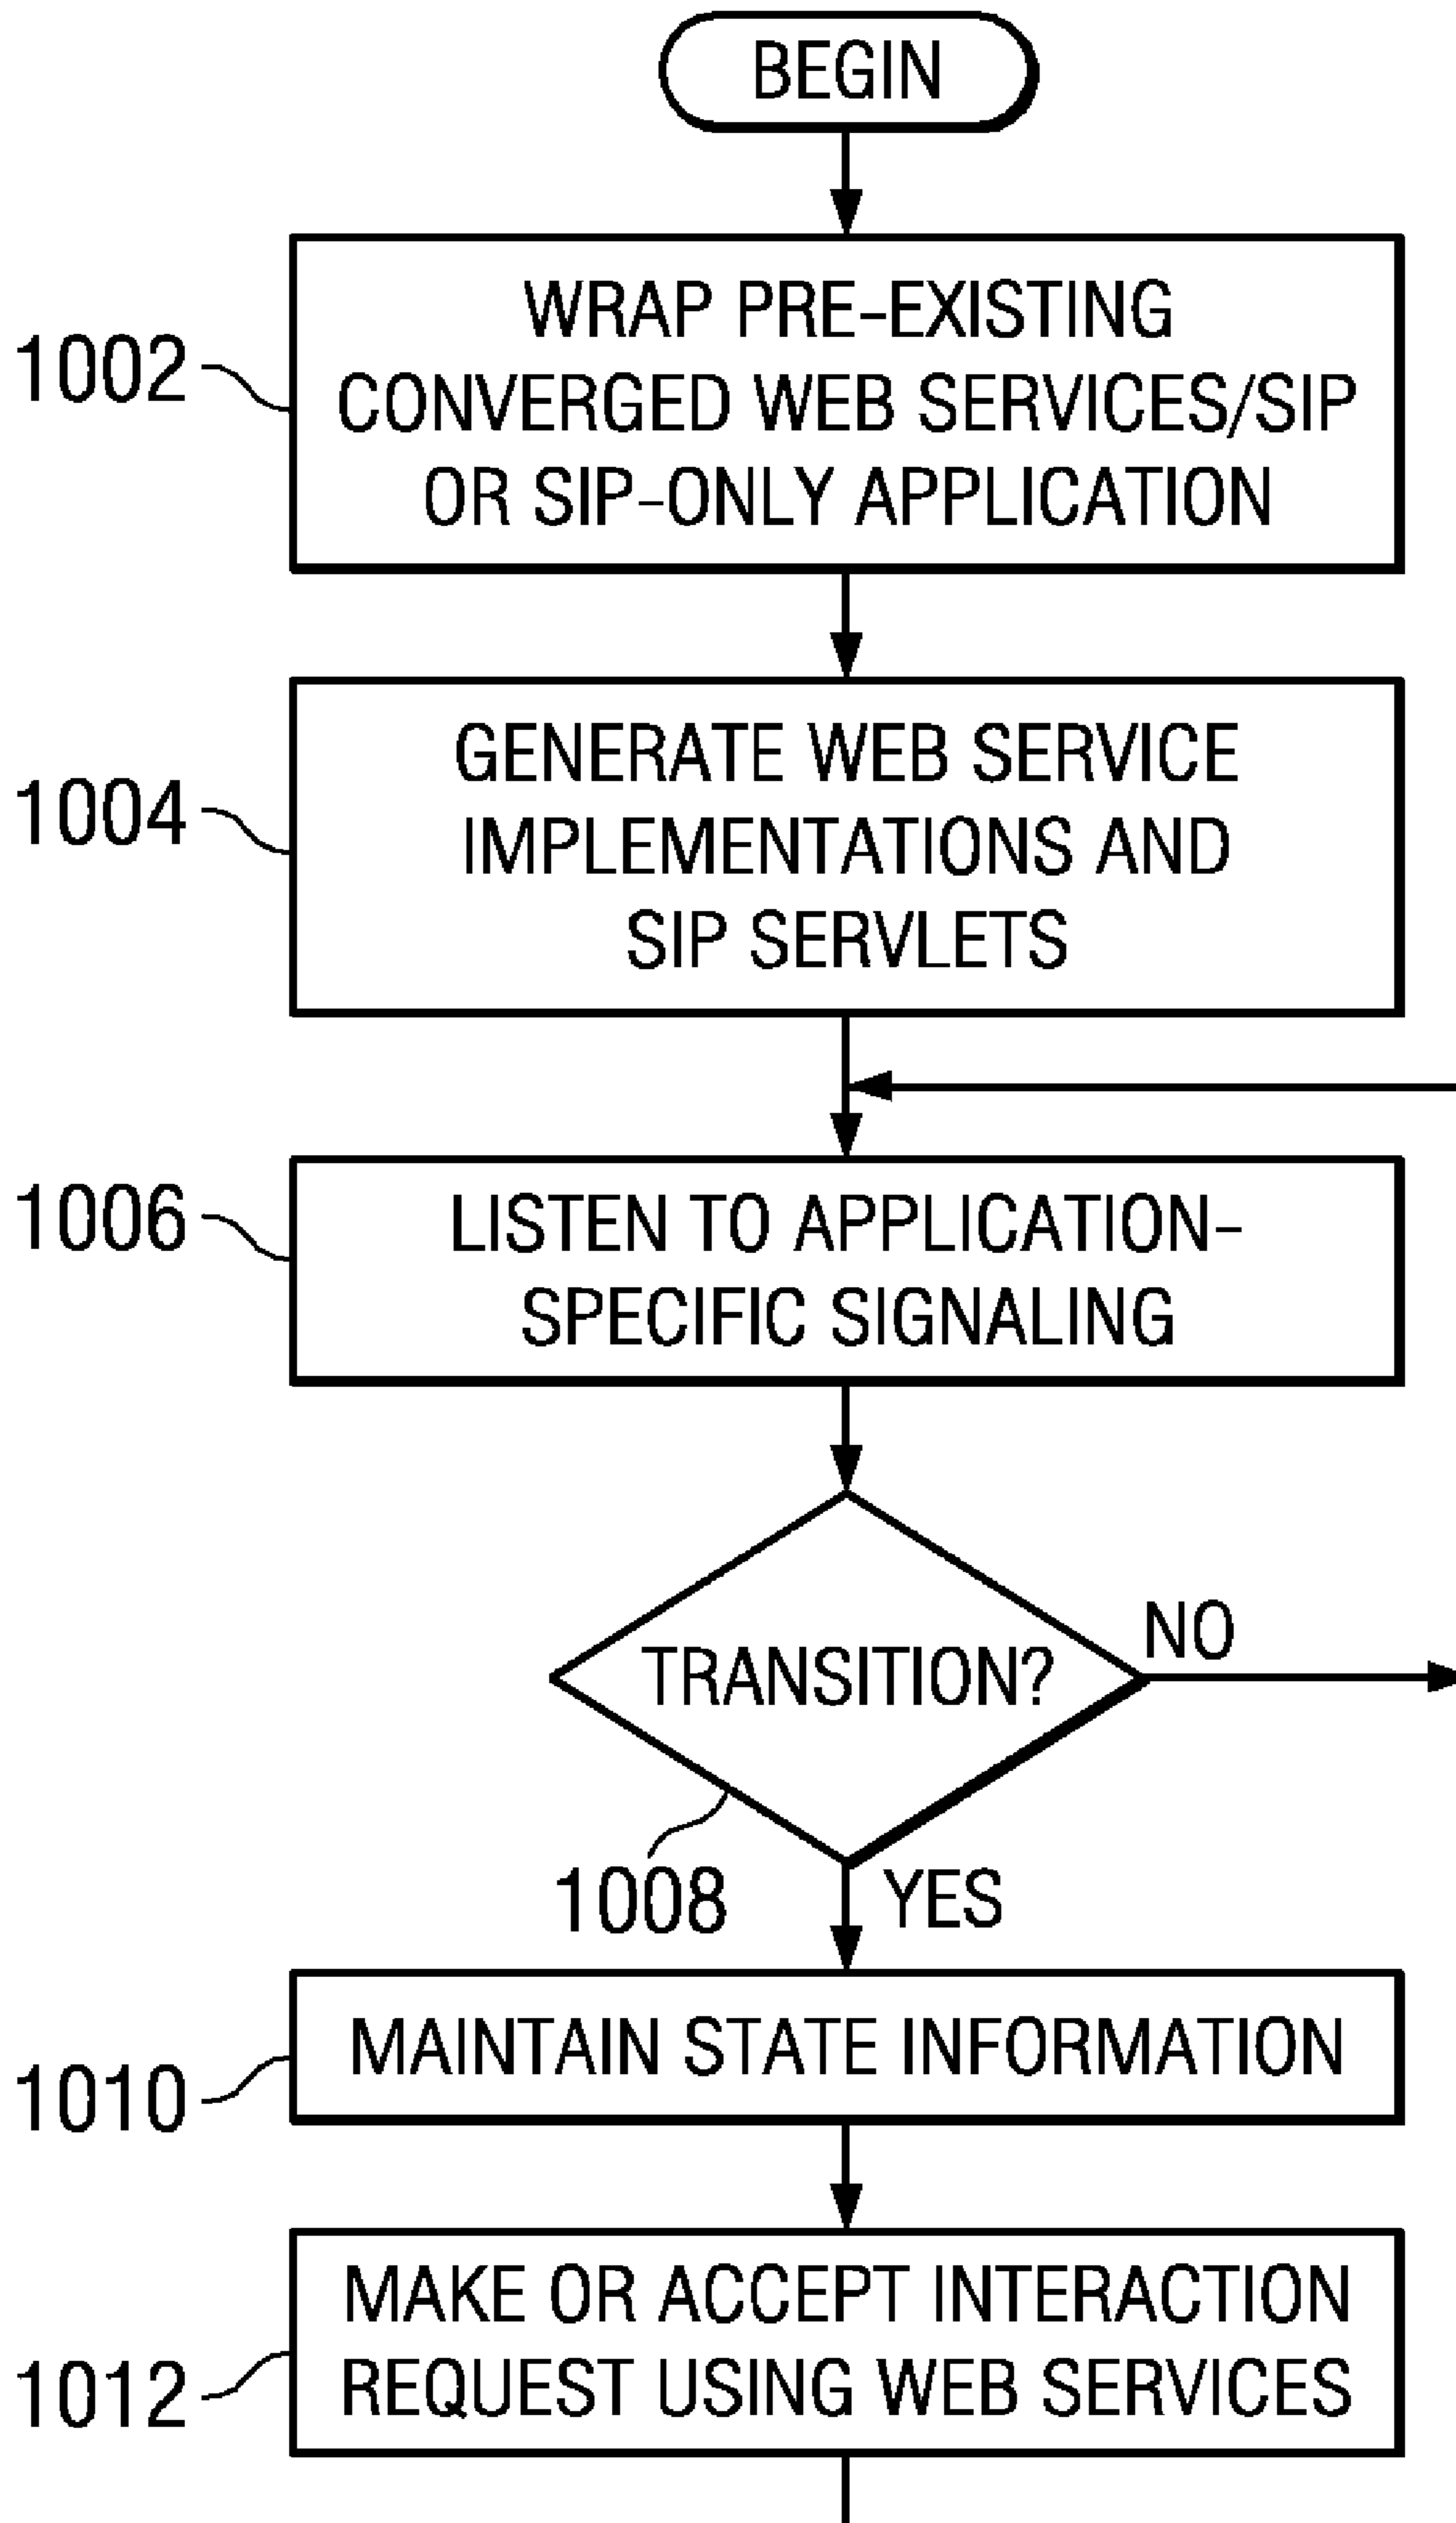 BEGIN
1002
WRAP PRE-EXISTING
CONVERGED WEB SERVICES/SIP
OR SIP-ONLY APPLICATION
1004
GENERATE WEB SERVICE
IMPLEMENTATIONS AND
SIP SERVLETS
1006
LISTEN TO APPLICATION-
SPECIFIC SIGNALING
TRANSITION?
NO
1008
YES
1010
MAINTAIN STATE INFORMATION
1012
MAKE OR ACCEPT INTERACTION
REQUEST USING WEB SERVICES